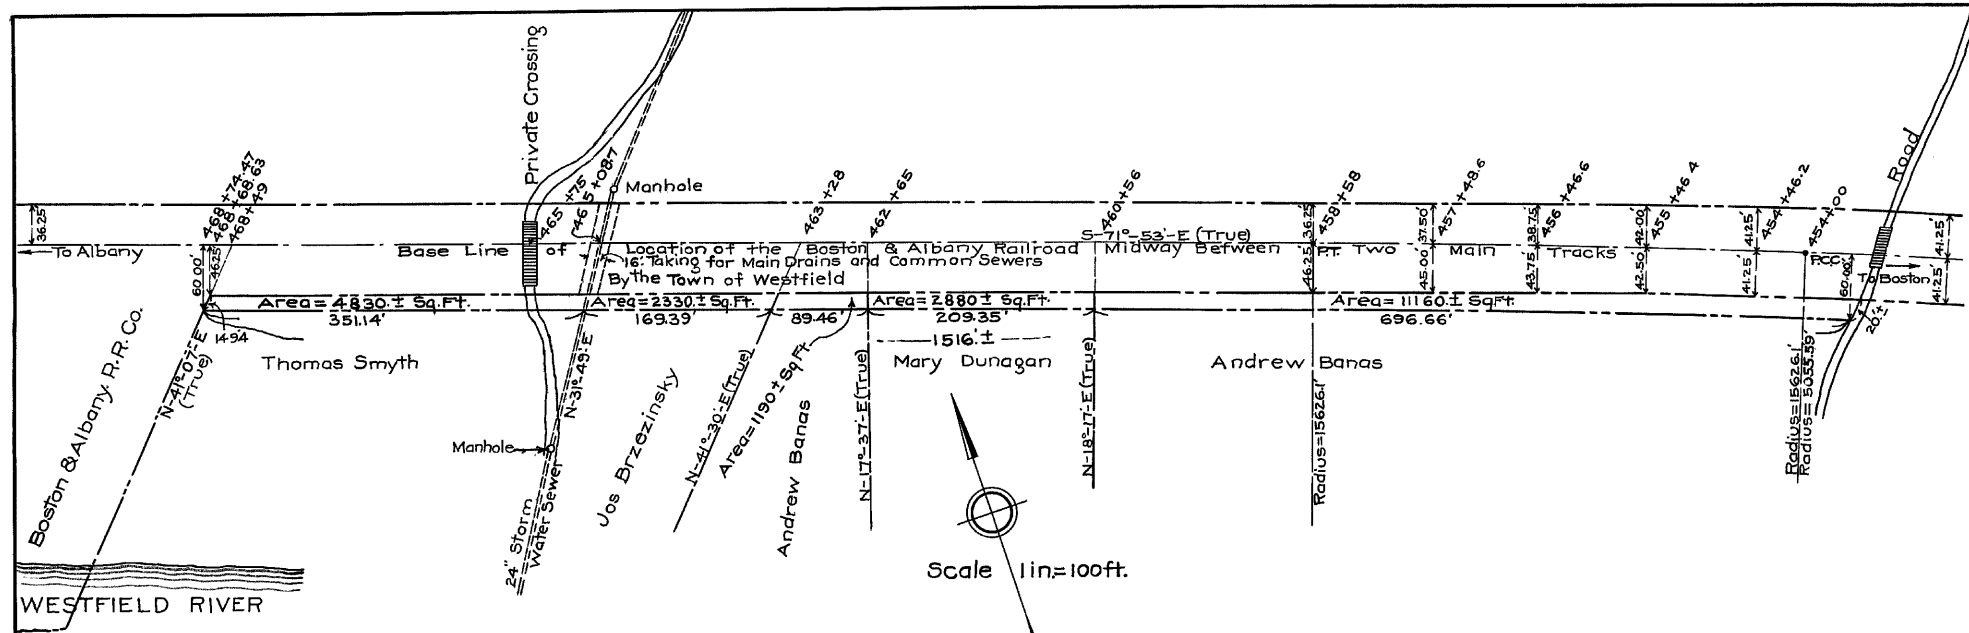 Private Crossing
Manhole
Road
468+74.47
468+68.63
468+49
465+75
465+08.7
463+28
462+65
460+56
458+58
457+48.6
456+46.6
455+46.4
454+46.2
454+00
36.25'
36.25'
37.50'
38.75'
42.00'
41.25'
41.25'
To Albany
Base Line of Location of the Boston & Albany Railroad Midway Between P.T. Two Main Tracks
S-71°-53'-E (True)
P.C.C.
To Boston
16' Taking for Main Drains and Common Sewers
By the Town of Westfield
60.00'
46.25'
46.25'
45.00'
43.75'
42.50'
41.25'
60.00'
41.25'
Area=4830.± Sq.Ft.
Area=2330.± Sq.Ft.
Area=2880± Sq.Ft.
Area=11160.± Sq.Ft.
351.14'
169.39'
89.46'
209.35'
696.66'
20.'±
14.94
1516.'±
Thomas Smyth
Mary Dunagan
Andrew Banas
Boston & Albany R.R. Co.
N-41°-07'-E
(True)
N-31°-49'-E
Jos Brzezinsky
N-41°-30'-E (True)
Area=1190± Sq Ft.
Andrew Banas
N-17°-37'-E (True)
N-18°-17'-E (True)
Radius=15626.1'
Radius=15626.1'
Radius=5055.59'
Manhole
24" Storm
Water Sewer
Scale 1in.=100ft.
WESTFIELD RIVER